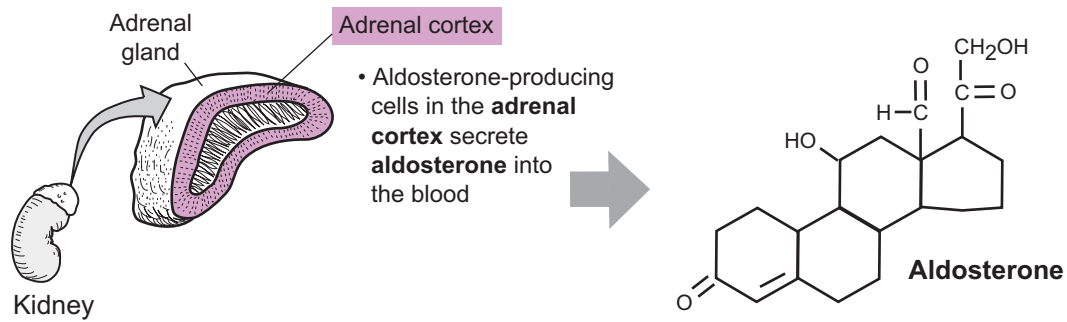 Adrenal
gland
Adrenal cortex
• Aldosterone-producing
cells in the adrenal
cortex secrete
aldosterone into
the blood
Kidney
CH₂OH
O
C=O
H–C
HO
O
Aldosterone